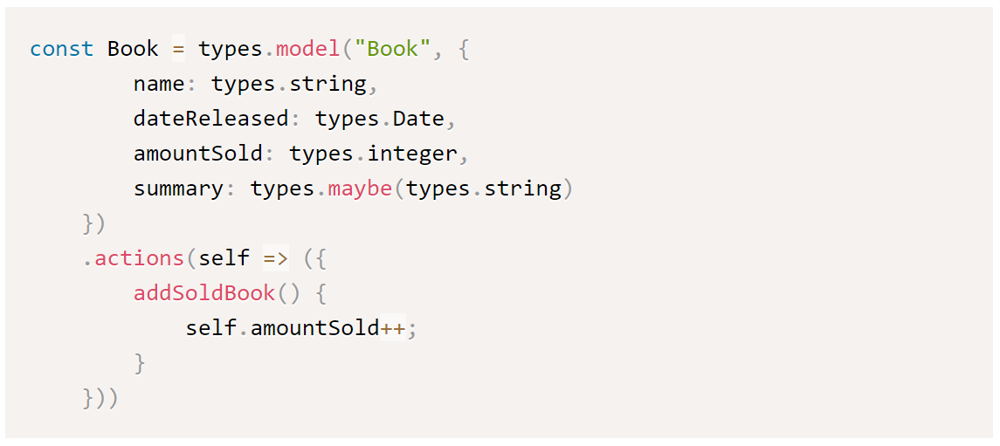 const Book = types.model("Book", {
        name: types.string,
        dateReleased: types.Date,
        amountSold: types.integer,
        summary: types.maybe(types.string)
    })
    .actions(self => ({
        addSoldBook() {
            self.amountSold++;
        }
    }))